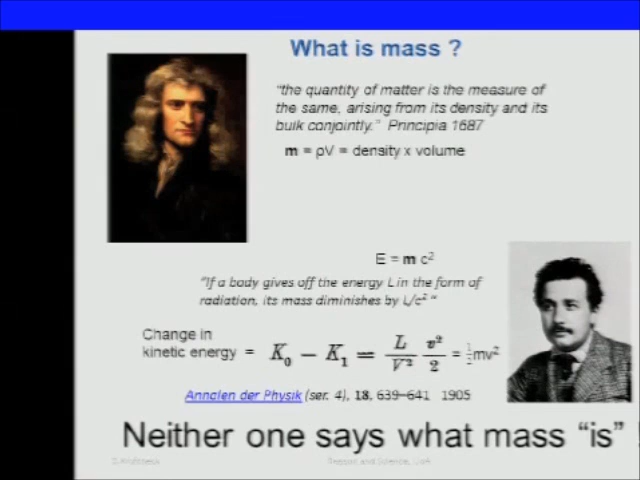 What is mass ?
"the quantity of matter is the measure of
the same, arising from its density and its
bulk conjointly." Principia 1687
m = ρV = density x volume
E = m c²
"If a body gives off the energy L in the form of
radiation, its mass diminishes by L/c² "
Change in
kinetic energy = K₀ − K₁ = L/V² v²/2 = ½mv²
Annalen der Physik (ser. 4), 18, 639–641 1905
Neither one says what mass "is" !